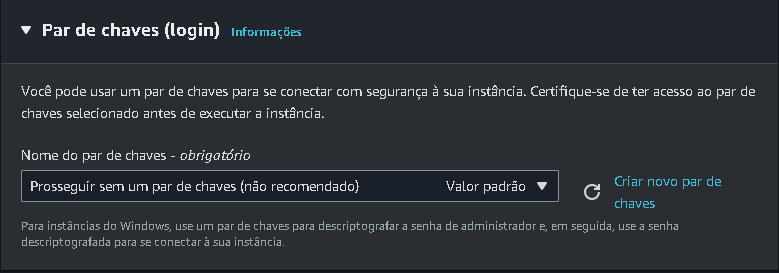 Par de chaves (login) Informações
Você pode usar um par de chaves para se conectar com segurança à sua instância. Certifique-se de ter acesso ao par de
chaves selecionado antes de executar a instância.
Nome do par de chaves - obrigatório
Prosseguir sem um par de chaves (não recomendado) Valor padrão
Criar novo par de
chaves
Para instâncias do Windows, use um par de chaves para descriptografar a senha de administrador e, em seguida, use a senha
descriptografada para se conectar à sua instância.